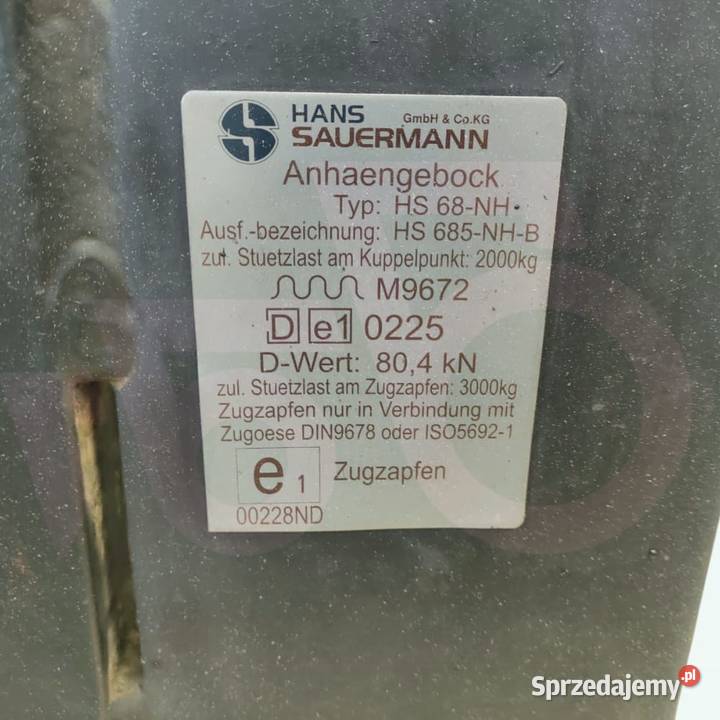 HANS GmbH & Co.KG
SAUERMANN
Anhaengebock
Typ: HS 68-NH
Ausf.-bezeichnung: HS 685-NH-B
zul. Stuetzlast am Kuppelpunkt: 2000kg
M9672
D e1 0225
D-Wert: 80,4 kN
zul. Stuetzlast am Zugzapfen: 3000kg
Zugzapfen nur in Verbindung mit
Zugoese DIN9678 oder ISO5692-1
e1 Zugzapfen
00228ND
Sprzedajemy.pl